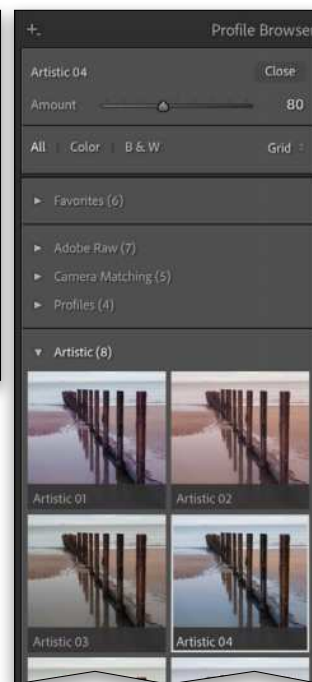 Profile Browser
Artistic 04 Close
Amount 80
All Color B & W Grid
Favorites (6)
Adobe Raw (7)
Camera Matching (5)
Profiles (4)
Artistic (8)
Artistic 01 Artistic 02
Artistic 03 Artistic 04